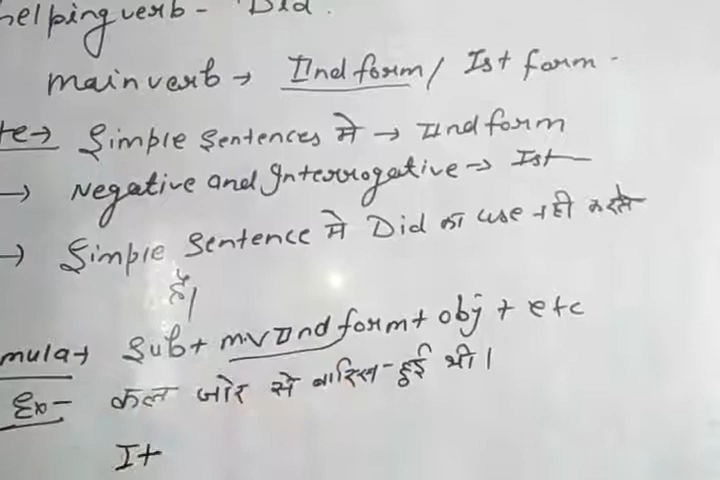 helping verb - Did.
main verb → IInd form / Ist form -
te → Simple Sentences मे → IInd form
→ Negative and Interrogative → Ist
→ Simple Sentence मे Did का use नही करते
है।
mula → Sub + mv IInd form + obj + etc
Ex - कल जोर से बारिस हुई थी।
It